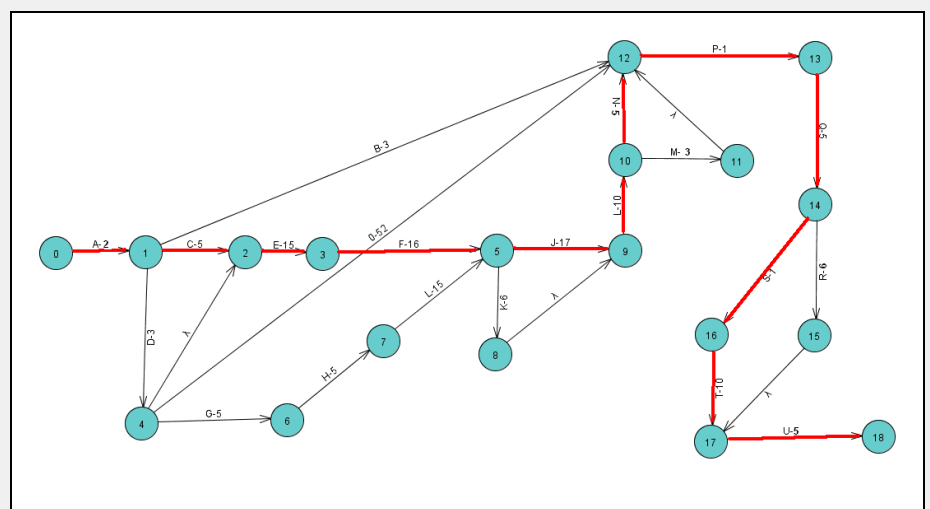 12
P-1
13
B-3
N-5
λ
M- 3
10
11
Q-5
L-10
14
0-52
0
A-2
1
C-5
2
E-15
3
F-16
5
J-17
9
S-1
R-6
D-3
λ
L-15
K-6
λ
H-5
7
8
16
15
T-10
λ
4
G-5
6
17
U-5
18